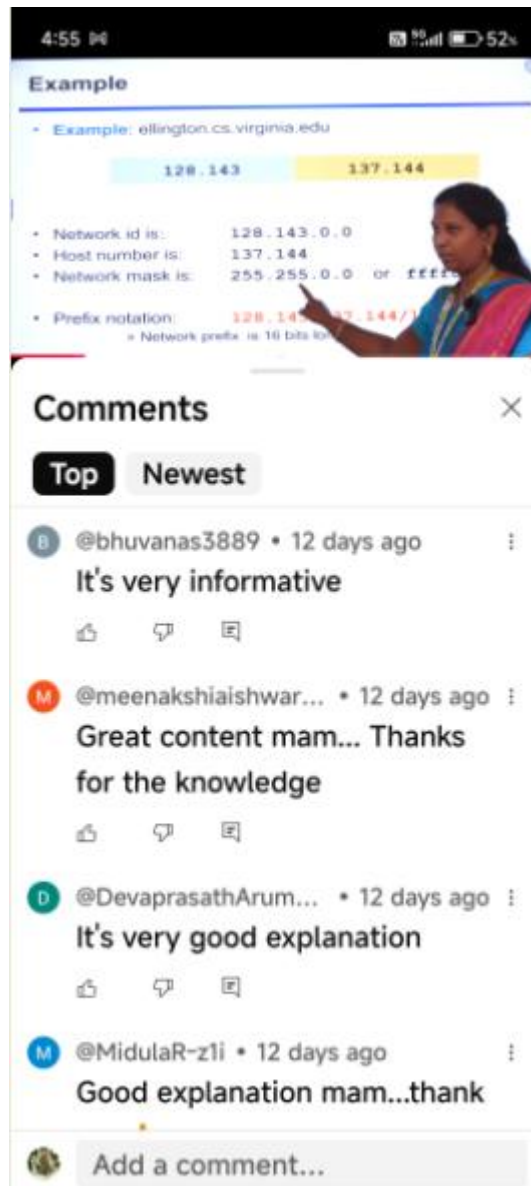 4:55
52%
Example
• Example: ellington.cs.virginia.edu
128.143 137.144
• Network id is: 128.143.0.0
• Host number is: 137.144
• Network mask is: 255.255.0.0 or
• Prefix notation:
» Network prefix is 16 bits
Comments
Top Newest
B @bhuvanas3889 • 12 days ago
It's very informative
M @meenakshiaishwar... • 12 days ago
Great content mam... Thanks
for the knowledge
D @DevaprasathArum... • 12 days ago
It's very good explanation
M @MidulaR-z1i • 12 days ago
Good explanation mam...thank
Add a comment...